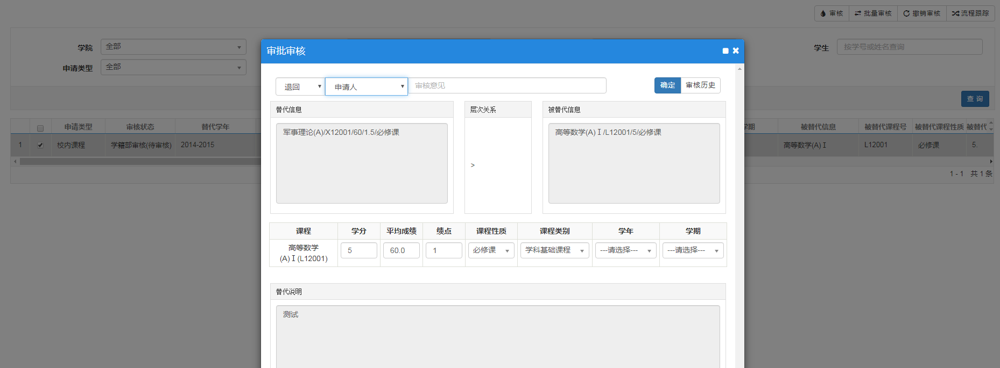 审核 批量审核 撤销审核 流程跟踪
学院 全部 学生 按学号或姓名查询
申请类型 全部
查 询
申请类型 审核状态 替代学年 学期 被替代信息 被替代课程号 被替代课程性质 被替代
1 校内课程 学籍部审核(待审核) 2014-2015 高等数学(A)Ⅰ L12001 必修课 5.
1 - 1 共 1 条
审批审核
退回 申请人 审核意见 确定 审核历史
替代信息 层次关系 被替代信息
军事理论(A)/X12001/60/1.5/必修课 高等数学(A)Ⅰ/L12001/5/必修课
>
课程 学分 平均成绩 绩点 课程性质 课程类别 学年 学期
高等数学
(A)Ⅰ(L12001) 5 60.0 1 必修课 学科基础课程 ---请选择--- ---请选择---
替代说明
测试